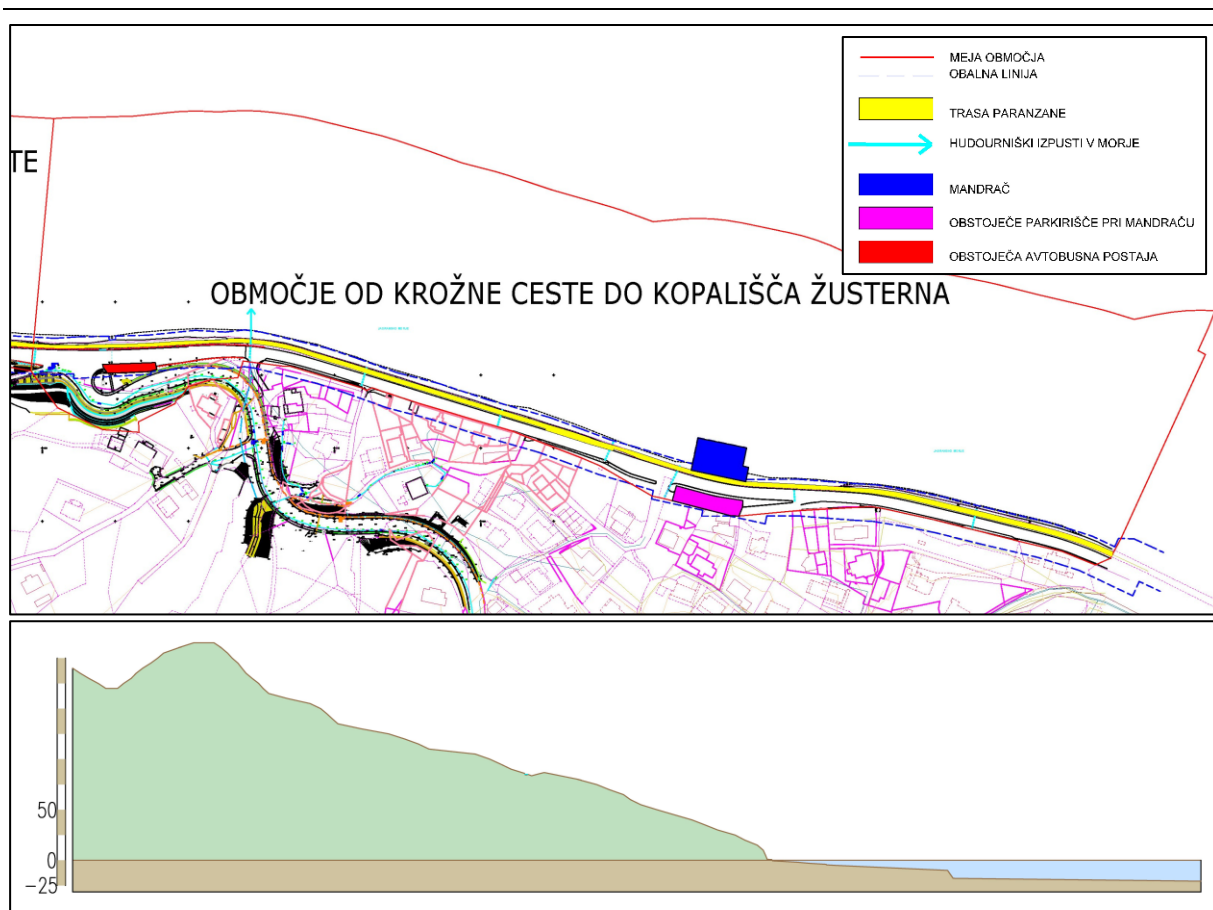 MEJA OBMOČJA
OBALNA LINIJA
TRASA PARANZANE
HUDOURNIŠKI IZPUSTI V MORJE
MANDRAČ
OBSTOJEČE PARKIRIŠČE PRI MANDRAČU
OBSTOJEČA AVTOBUSNA POSTAJA
TE
OBMOČJE OD KROŽNE CESTE DO KOPALIŠČA ŽUSTERNA
50
0
−25